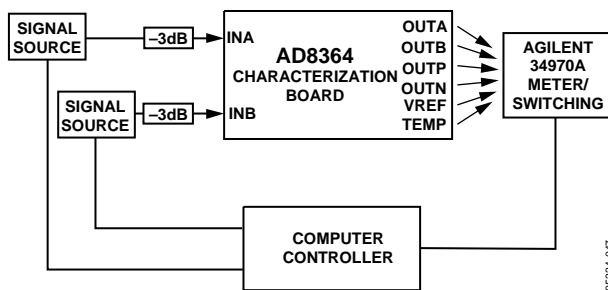 SIGNAL
SOURCE
–3dB
INA
SIGNAL
SOURCE
–3dB
INB
AD8364
CHARACTERIZATION
BOARD
OUTA
OUTB
OUTP
OUTN
VREF
TEMP
AGILENT
34970A
METER/
SWITCHING
COMPUTER
CONTROLLER